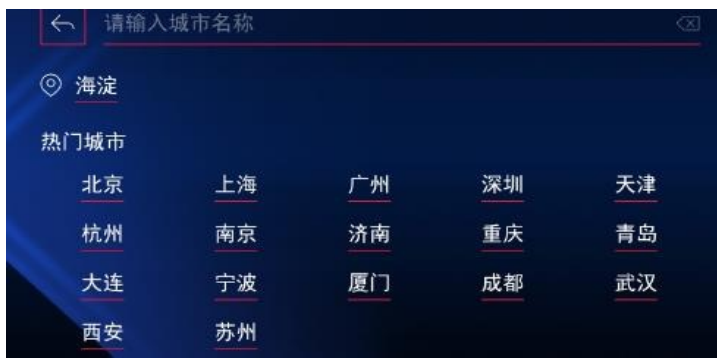 请输入城市名称
海淀
热门城市
北京 上海 广州 深圳 天津
杭州 南京 济南 重庆 青岛
大连 宁波 厦门 成都 武汉
西安 苏州